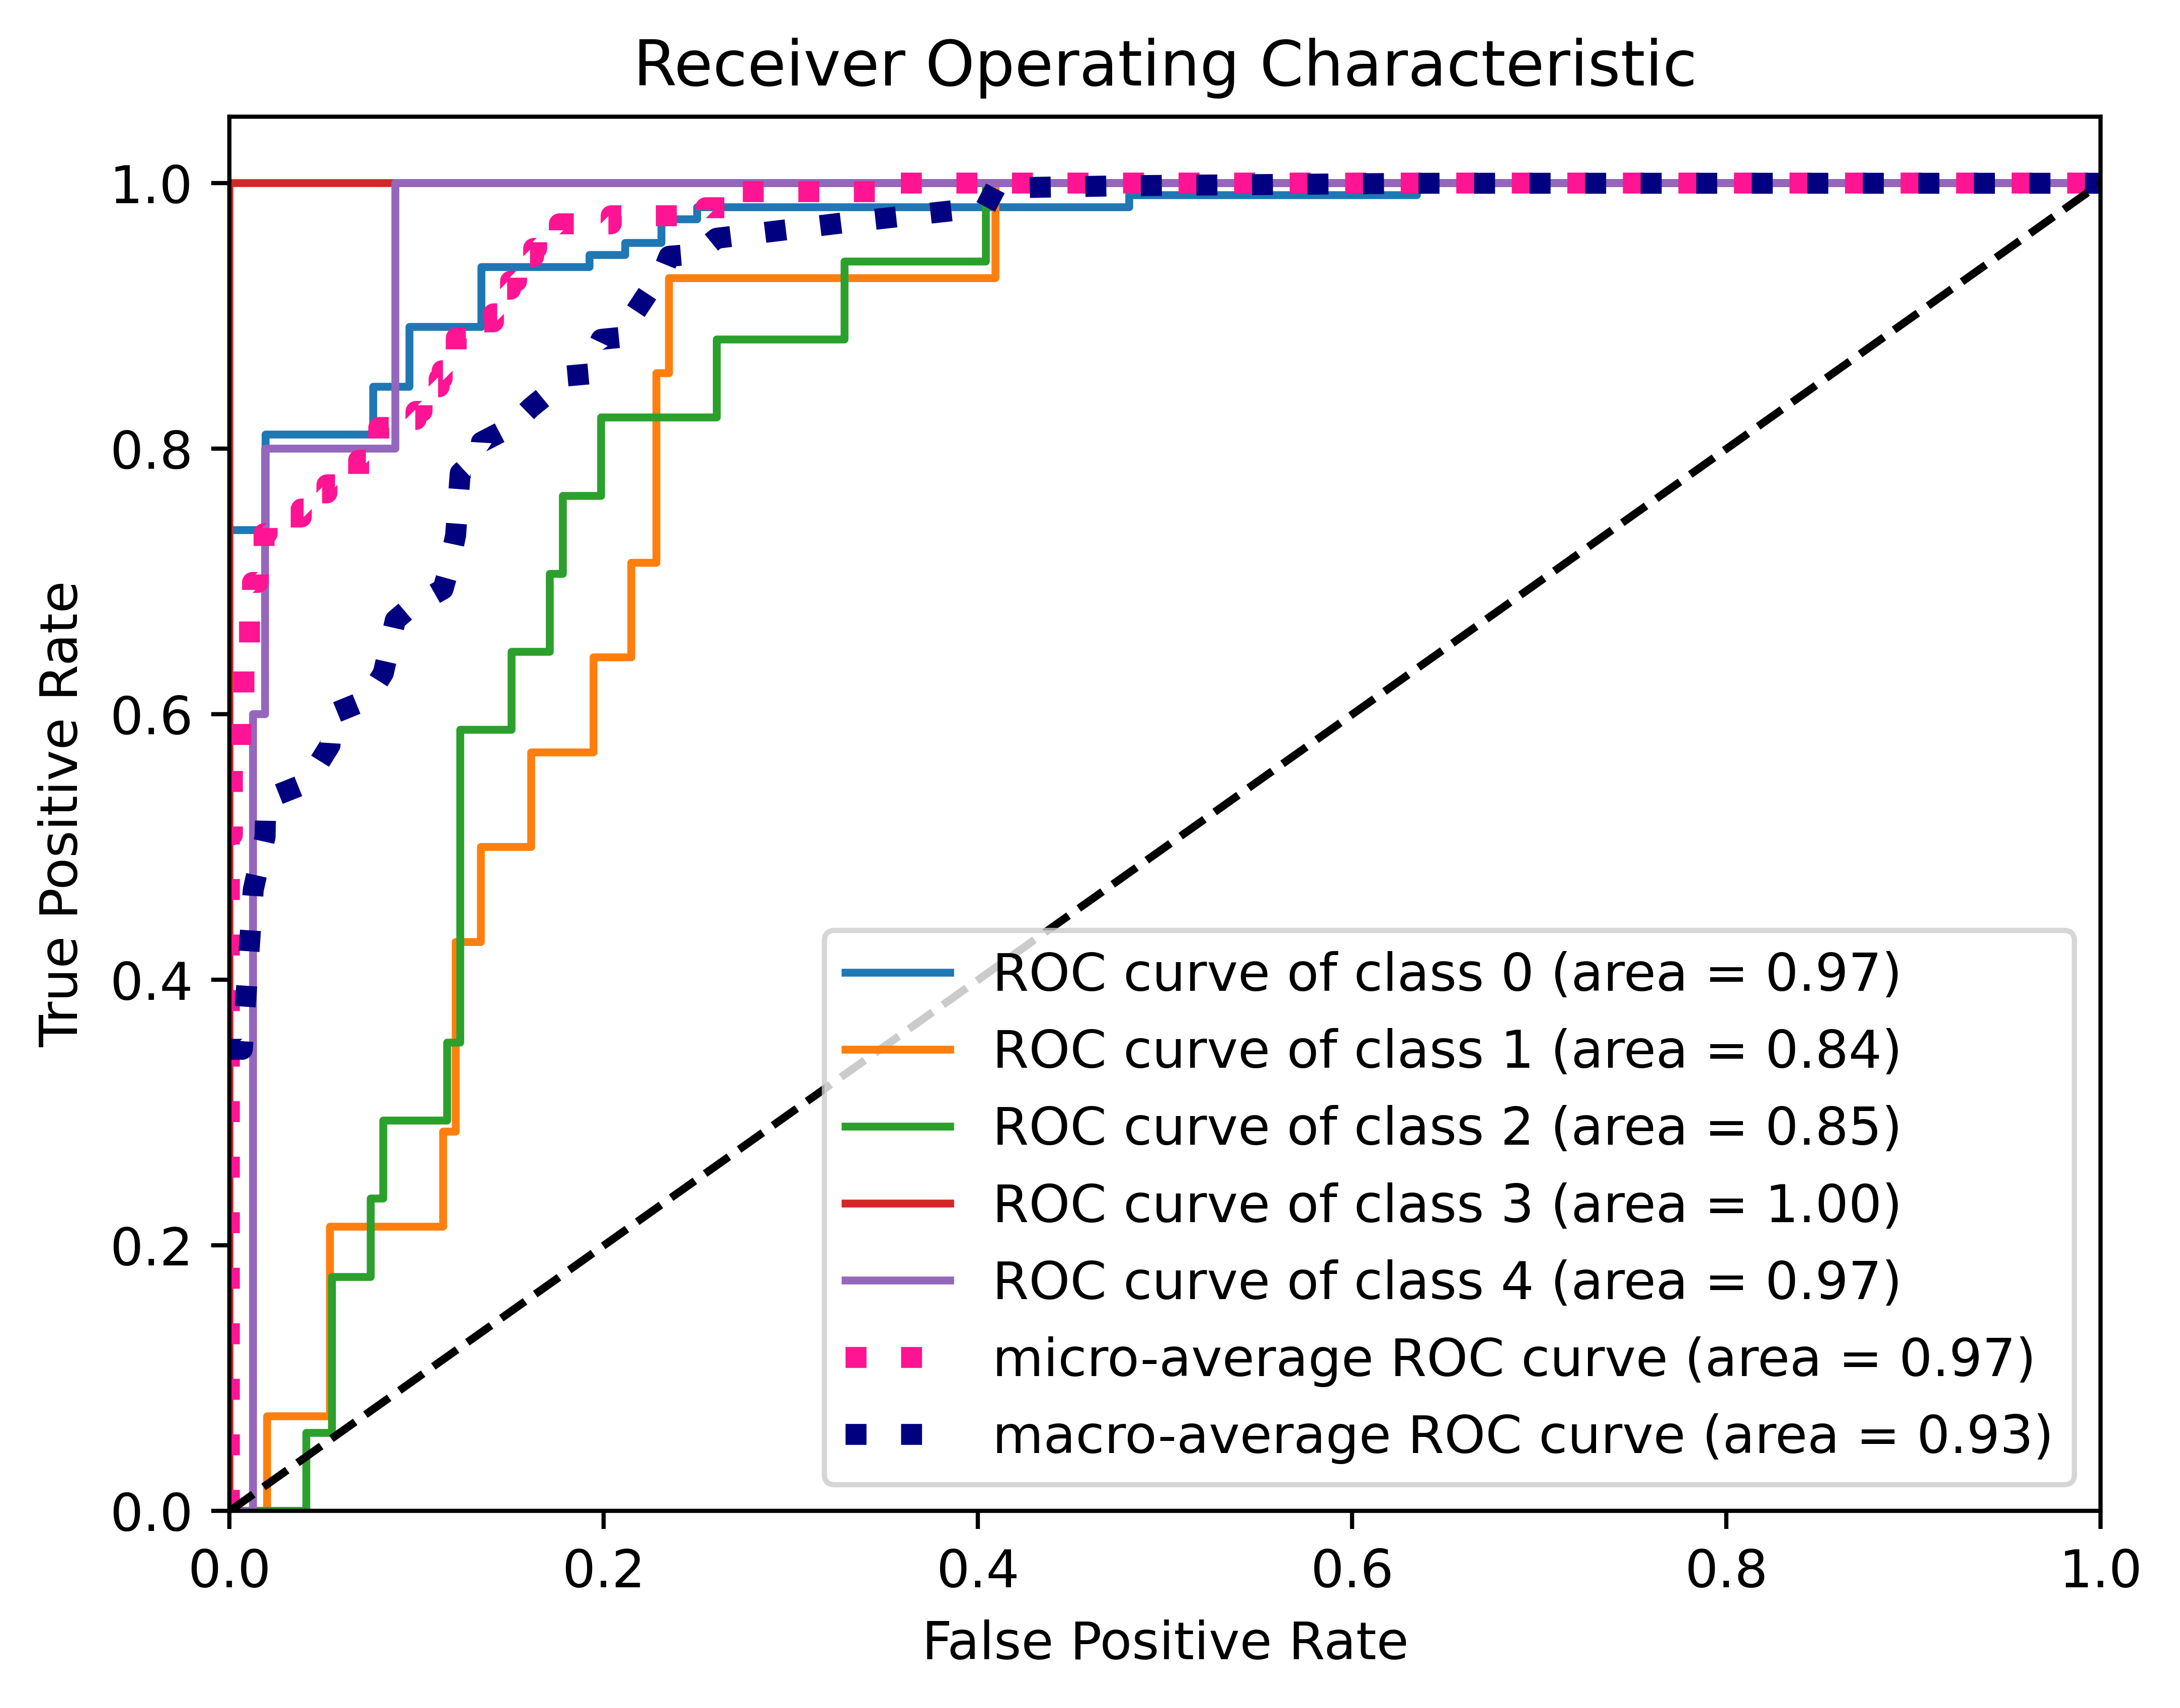 Receiver Operating Characteristic
True Positive Rate
1.0
0.8
0.6
0.4
0.2
0.0
ROC curve of class 0 (area = 0.97)
ROC curve of class 1 (area = 0.84)
ROC curve of class 2 (area = 0.85)
ROC curve of class 3 (area = 1.00)
ROC curve of class 4 (area = 0.97)
micro-average ROC curve (area = 0.97)
macro-average ROC curve (area = 0.93)
0.0 0.2 0.4 0.6 0.8 1.0
False Positive Rate